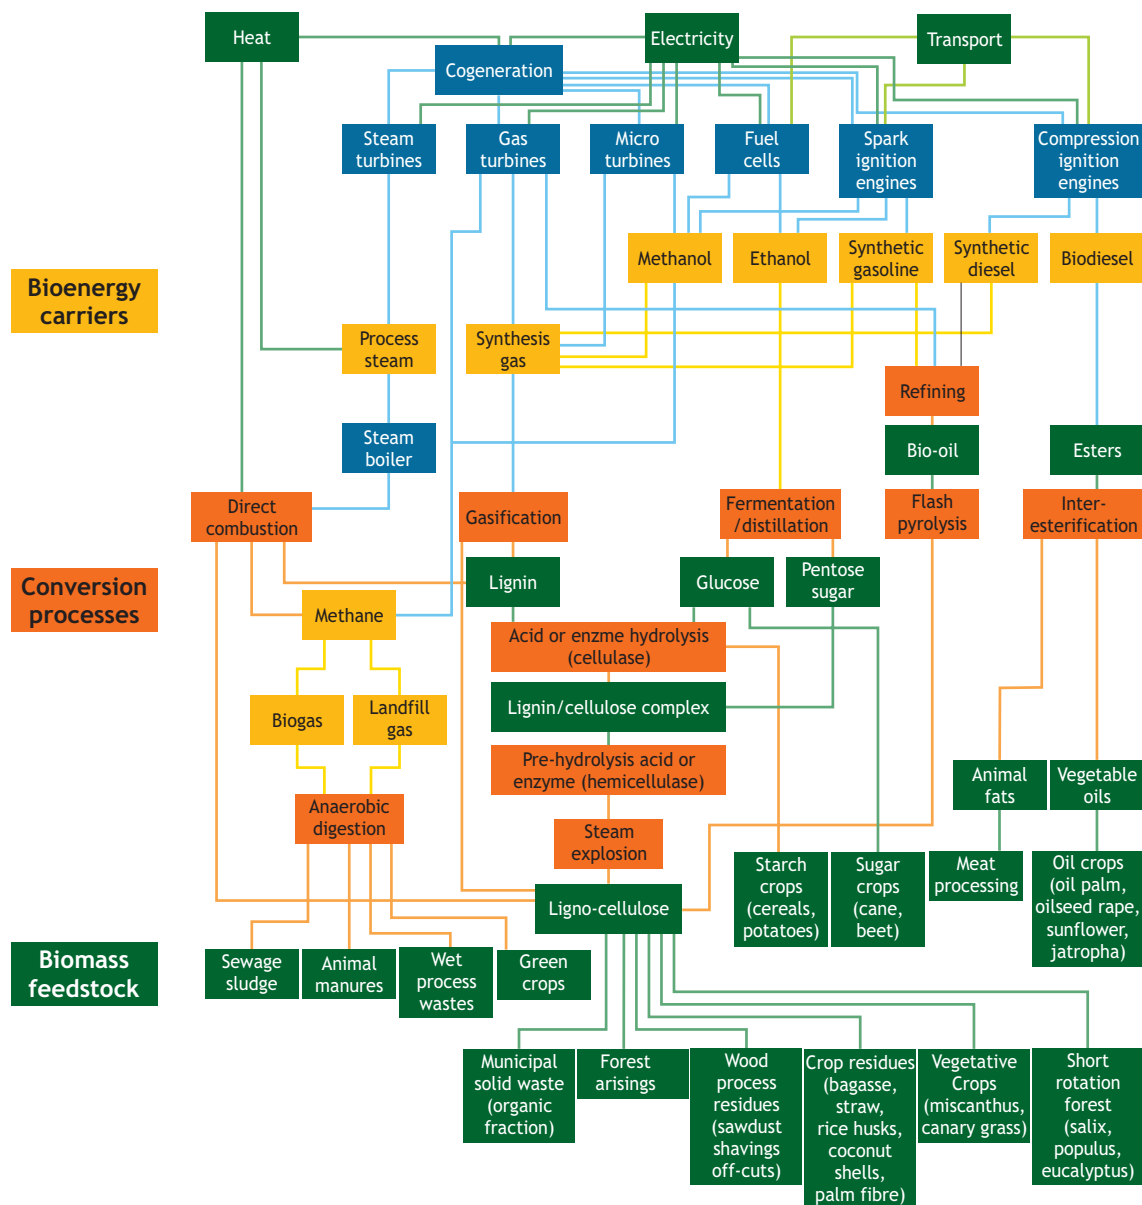 Heat
Electricity
Transport
Cogeneration
Steam
turbines
Gas
turbines
Micro
turbines
Fuel
cells
Spark
ignition
engines
Compression
ignition
engines
Methanol
Ethanol
Synthetic
gasoline
Synthetic
diesel
Biodiesel
Bioenergy
carriers
Process
steam
Synthesis
gas
Refining
Steam
boiler
Bio-oil
Esters
Direct
combustion
Gasification
Fermentation
/distillation
Flash
pyrolysis
Inter-
esterification
Conversion
processes
Lignin
Glucose
Pentose
sugar
Methane
Acid or enzme hydrolysis
(cellulase)
Lignin/cellulose complex
Biogas
Landfill
gas
Pre-hydrolysis acid or
enzyme (hemicellulase)
Animal
fats
Vegetable
oils
Anaerobic
digestion
Steam
explosion
Starch
crops
(cereals,
potatoes)
Sugar
crops
(cane,
beet)
Meat
processing
Oil crops
(oil palm,
oilseed rape,
sunflower,
jatropha)
Ligno-cellulose
Biomass
feedstock
Sewage
sludge
Animal
manures
Wet
process
wastes
Green
crops
Municipal
solid waste
(organic
fraction)
Forest
arisings
Wood
process
residues
(sawdust
shavings
off-cuts)
Crop residues
(bagasse,
straw,
rice husks,
coconut
shells,
palm fibre)
Vegetative
Crops
(miscanthus,
canary grass)
Short
rotation
forest
(salix,
populus,
eucalyptus)